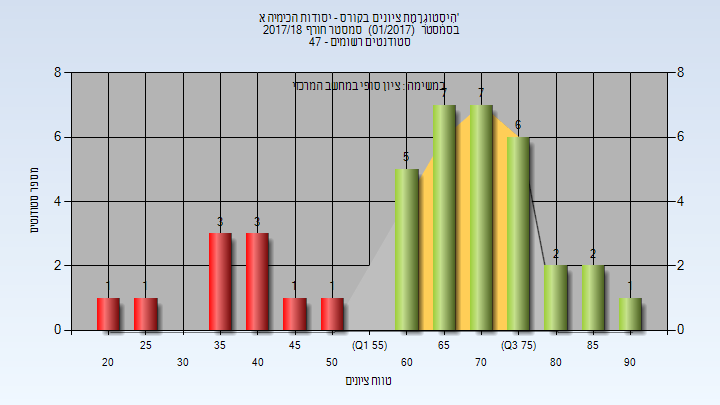 היסטוגרמת ציונים בקורס - יסודות הכימיה א'
בסמסטר (01/2017) סמסטר חורף 2017/18
סטודנטים רשומים - 47
במשימה : ציון סופי במחשב המרכזי
מספר סטודנטים
8 6 4 2 0
8 6 4 2 0
1 1 3 3 1 1 5 7 7 6 2 2 1
25 35 45 (Q1 55) 65 (Q3 75) 85
20 30 40 50 60 70 80 90
טווח ציונים